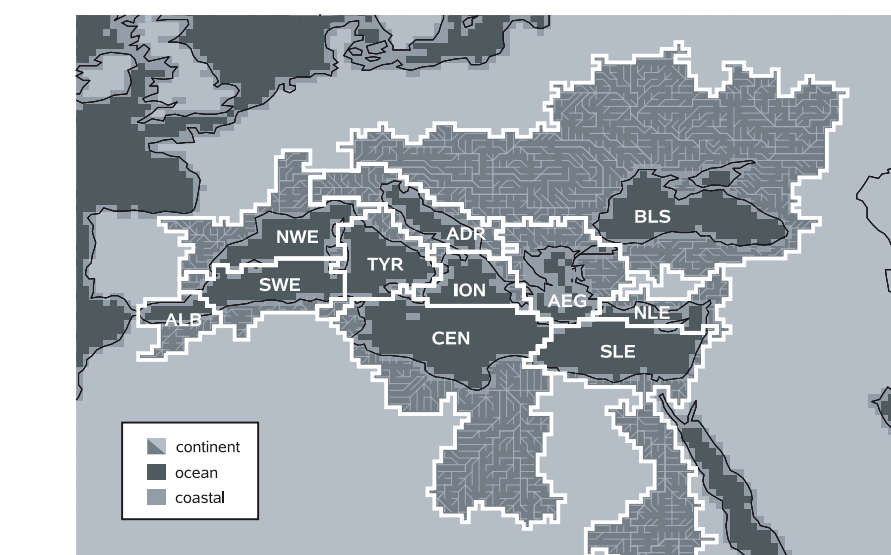 BLS
NWE
ADR
TYR
SWE
ION
AEG
ALB
NLE
CEN
SLE
continent
ocean
coastal